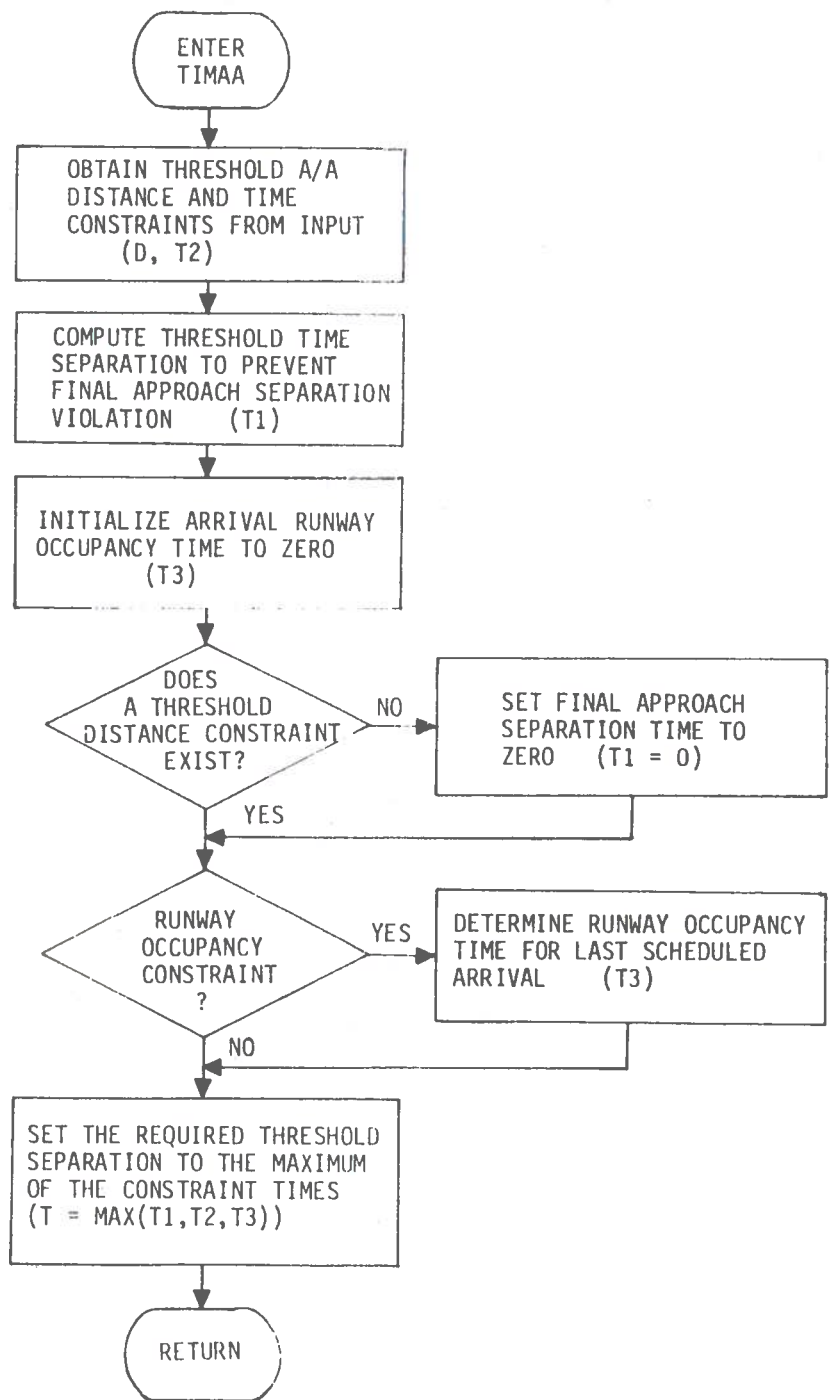 ENTER
TIMAA
OBTAIN THRESHOLD A/A
DISTANCE AND TIME
CONSTRAINTS FROM INPUT
(D, T2)
COMPUTE THRESHOLD TIME
SEPARATION TO PREVENT
FINAL APPROACH SEPARATION
VIOLATION (T1)
INITIALIZE ARRIVAL RUNWAY
OCCUPANCY TIME TO ZERO
(T3)
DOES
A THRESHOLD
DISTANCE CONSTRAINT
EXIST?
NO
SET FINAL APPROACH
SEPARATION TIME TO
ZERO (T1 = 0)
YES
RUNWAY
OCCUPANCY
CONSTRAINT
?
YES
DETERMINE RUNWAY OCCUPANCY
TIME FOR LAST SCHEDULED
ARRIVAL (T3)
NO
SET THE REQUIRED THRESHOLD
SEPARATION TO THE MAXIMUM
OF THE CONSTRAINT TIMES
(T = MAX(T1,T2,T3))
RETURN